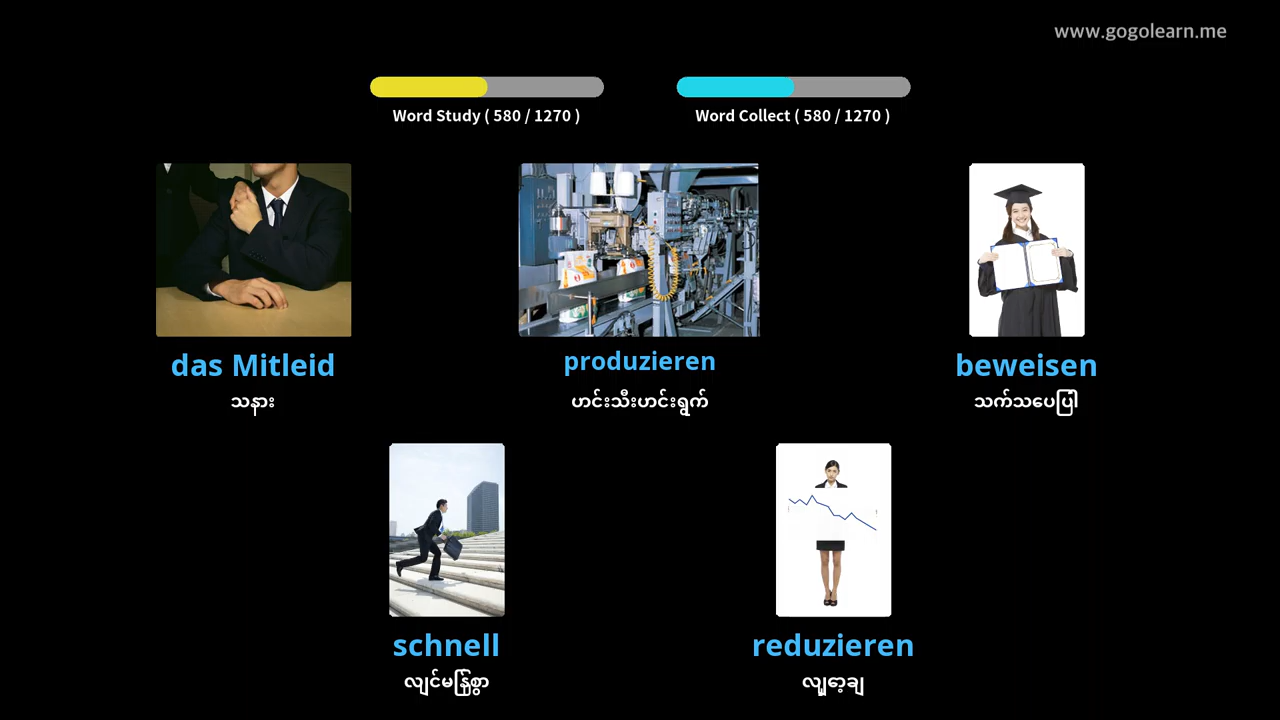 www.gogolearn.me
Word Study ( 580 / 1270 )
Word Collect ( 580 / 1270 )
das Mitleid
produzieren
beweisen
သနား
ဟင်းသီးဟင်းရွက်
သက်သေပြပါ
schnell
reduzieren
လျင်မြန်စွာ
လျှော့ချ